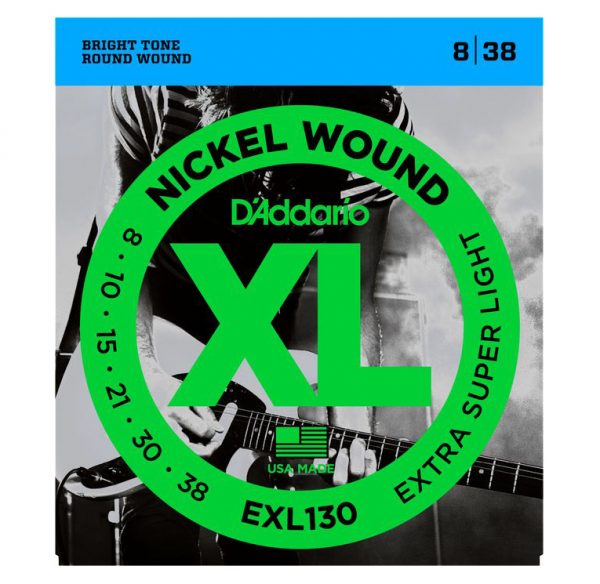 BRIGHT TONE
ROUND WOUND
8|38
NICKEL WOUND
D'Addario
XL
8 · 10 · 15 · 21 · 30 · 38
EXTRA SUPER LIGHT
USA MADE
EXL130